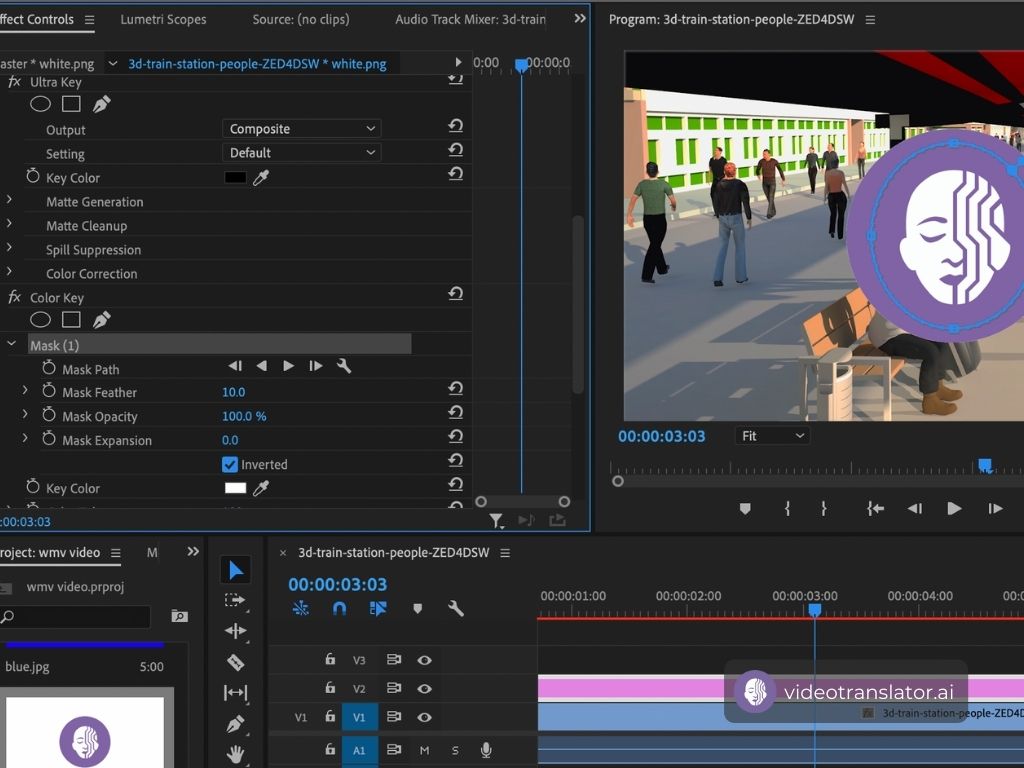 ffect Controls
Lumetri Scopes
Source: (no clips)
Audio Track Mixer: 3d-train
aster * white.png
3d-train-station-people-ZED4DSW * white.png
0:00
00:00:0
fx Ultra Key
Output
Composite
Setting
Default
Key Color
Matte Generation
Matte Cleanup
Spill Suppression
Color Correction
fx Color Key
Mask (1)
Mask Path
Mask Feather
10.0
Mask Opacity
100.0 %
Mask Expansion
0.0
Inverted
Key Color
:00:03:03
Program: 3d-train-station-people-ZED4DSW
00:00:03:03
Fit
roject: wmv video
M
wmv video.prproj
blue.jpg
5:00
× 3d-train-station-people-ZED4DSW
00:00:03:03
00:00:01:00
00:00:02:00
00:00:03:00
00:00:04:00
00:0
V3
V2
V1
V1
fx 3d-train-station-people-ZED4D
A1
M
S
videotranslator.ai